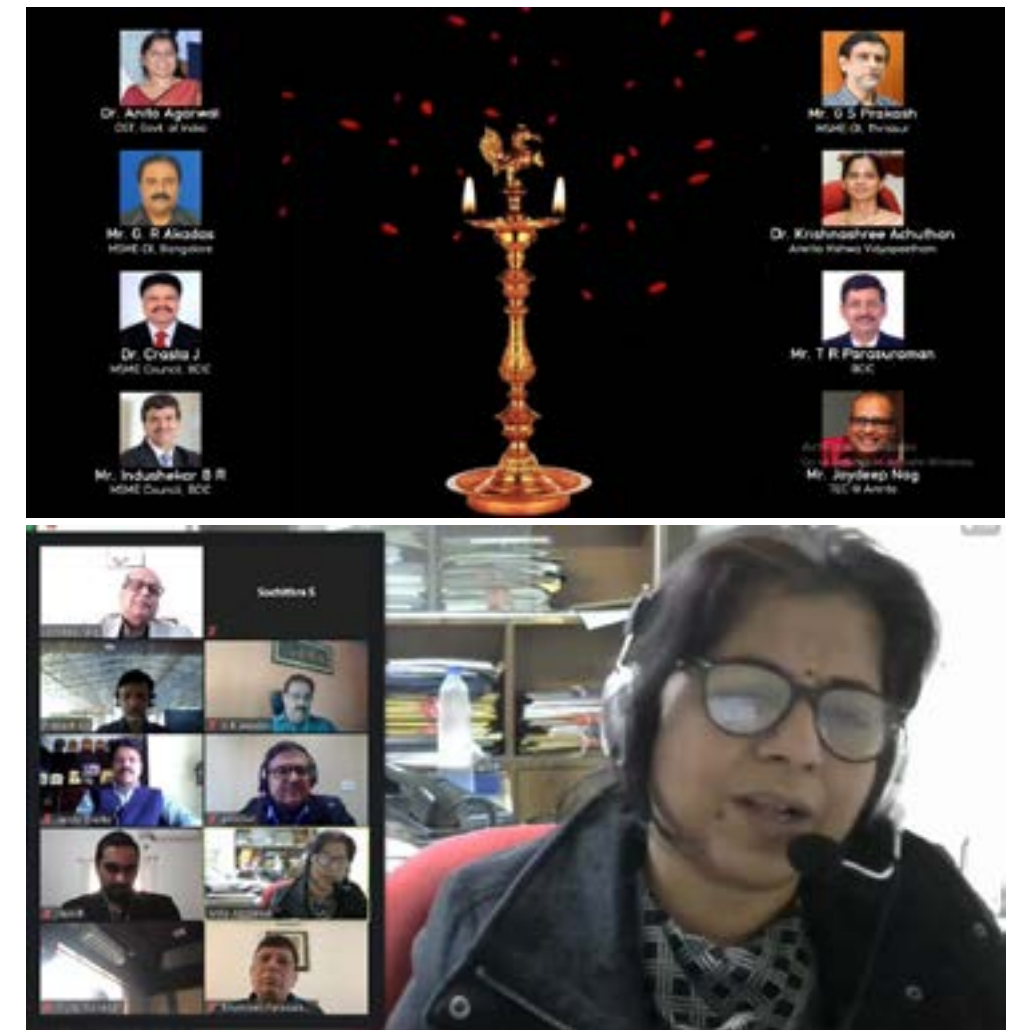 Dr. Anita Agarwal
DST, Govt. of India
Mr. G. R Akadas
MSME-DI, Bangalore
Dr. Crasta J
MSME Council, BCIC
Mr. Indushekar B R
MSME Council, BCIC
Mr. G S Prakash
MSME-DI, Thrissur
Dr. Krishnashree Achuthan
Amrita Vishwa Vidyapeetham
Mr. T R Parasuraman
BCIC
Mr. Jaydeep Nag
TEC @ Amrita
Suchithra S